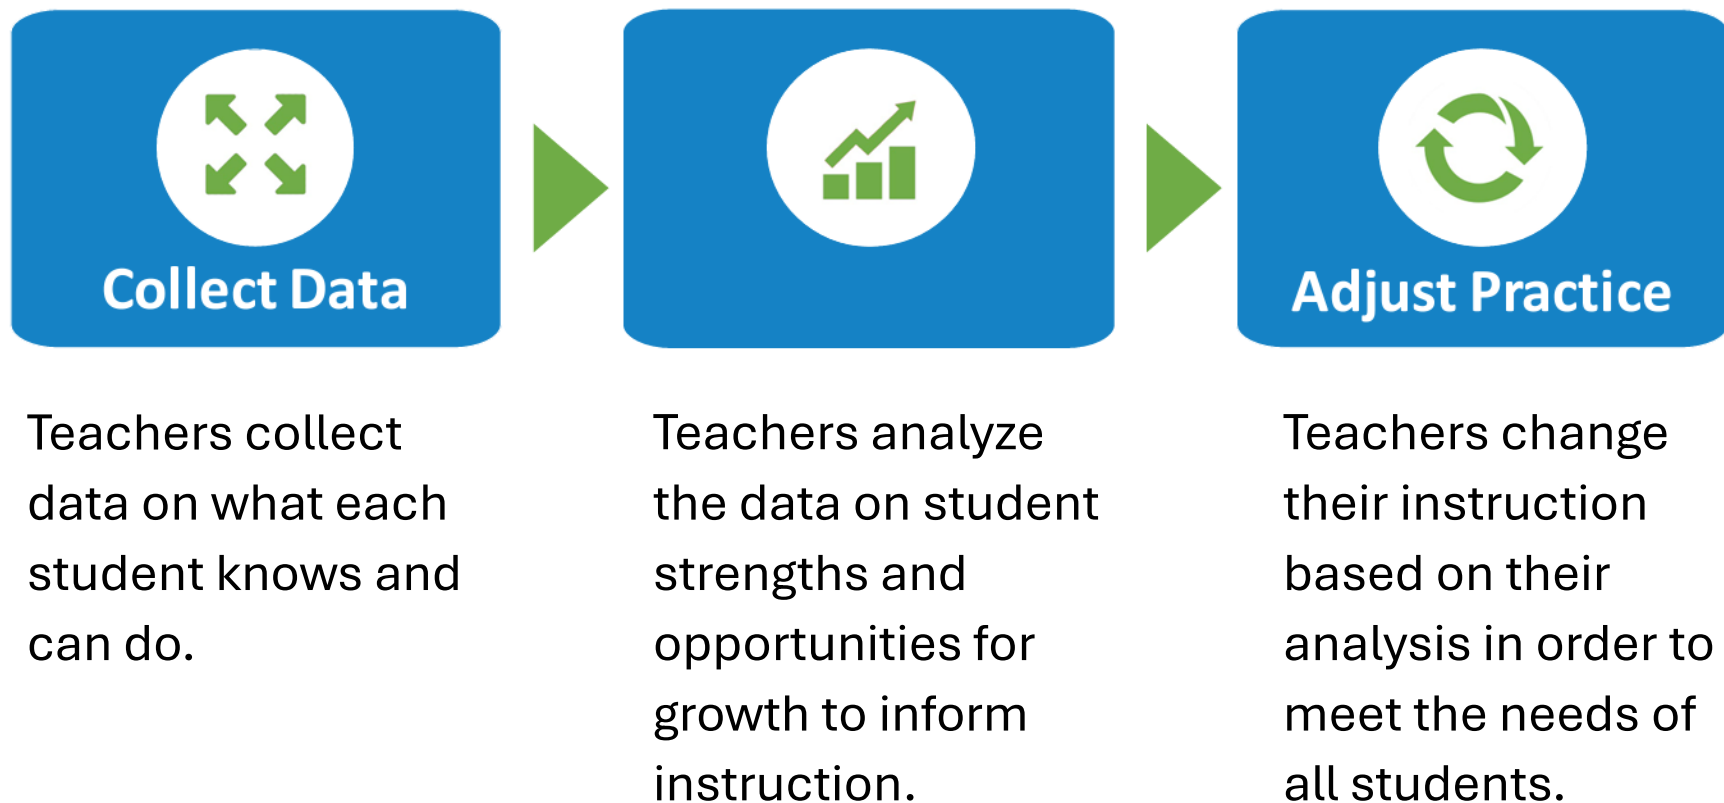 Collect Data
Adjust Practice
Teachers collect
data on what each
student knows and
can do.
Teachers analyze
the data on student
strengths and
opportunities for
growth to inform
instruction.
Teachers change
their instruction
based on their
analysis in order to
meet the needs of
all students.